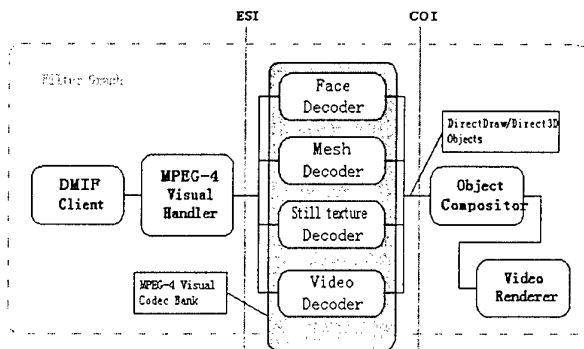 ESI
COI
Filter Graph
Face
Decoder
DirectDraw/Direct3D
Objects
Mesh
Decoder
DMIF
Client
MPEG-4
Visual
Handler
Object
Compositor
Still texture
Decoder
MPEG-4 Visual
Codec Bank
Video
Decoder
Video
Renderer